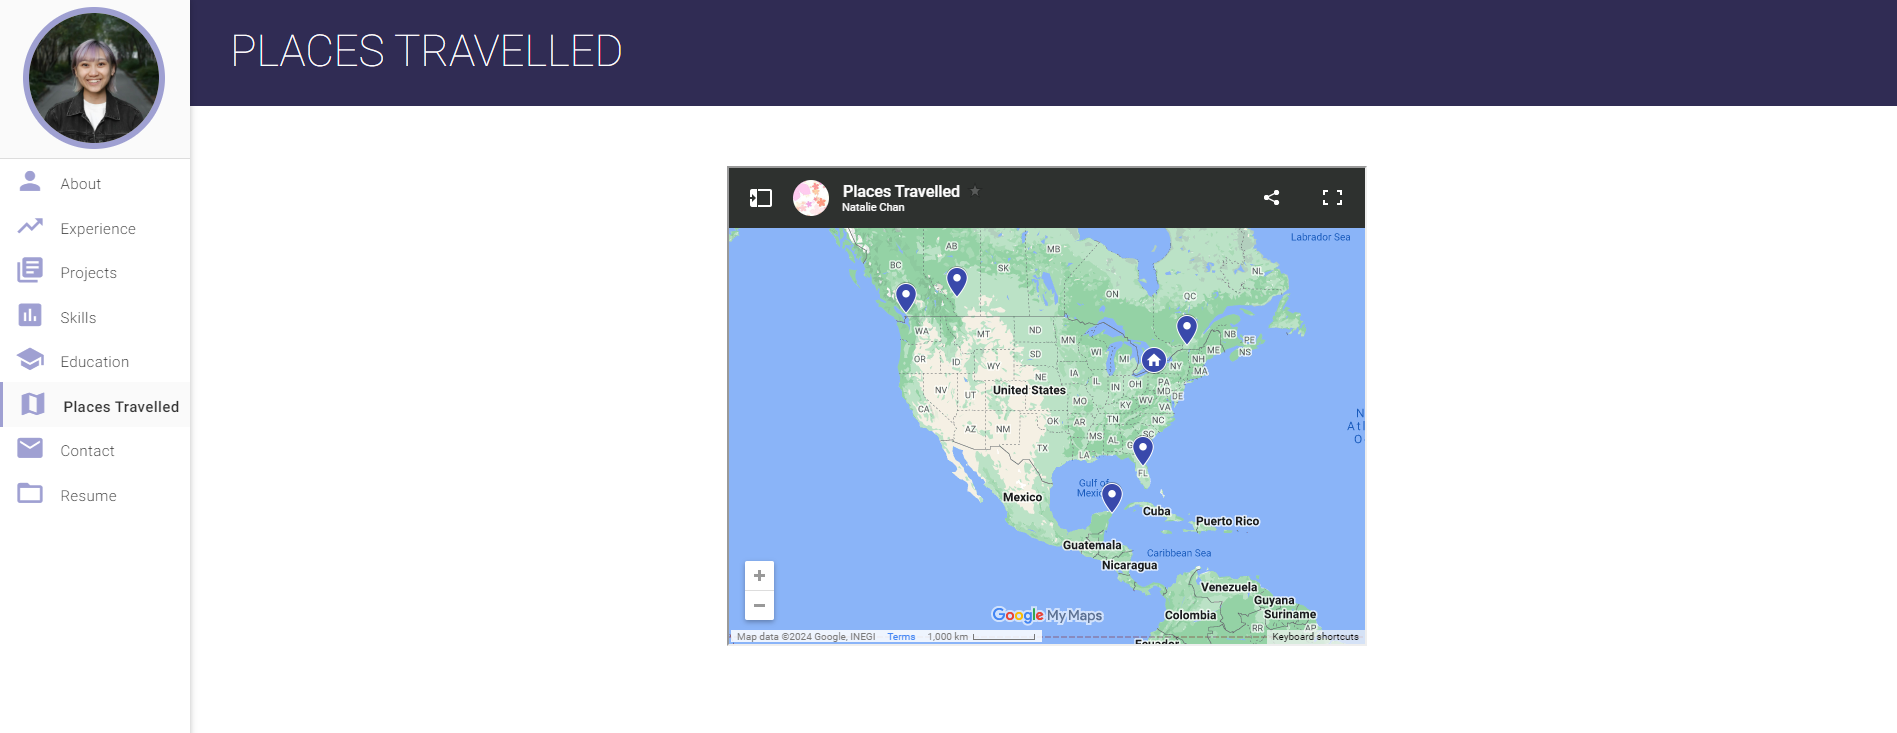 PLACES TRAVELLED
About
Experience
Projects
Skills
Education
Places Travelled
Contact
Resume
Places Travelled
Natalie Chan
Labrador Sea
AB
MB
BC
SK
NL
ON
QC
WA
ND
MT
MN
NB
PE
OR
ID
SD
WI
MI
ME
NS
WY
NH
NY
MA
NE
IA
NV
UT
United States
IL
IN
OH
PA
MD
DE
CA
MO
KY
WV
VA
AZ
NM
OK
AR
TN
NC
MS
AL
G
SC
TX
LA
FL
N
Atl
O
Gulf of
Mexic
Mexico
Cuba
Puerto Rico
Guatemala
Caribbean Sea
Nicaragua
Venezuela
Guyana
Colombia
Suriname
RR
AP
Ecuador
+
−
Google My Maps
Map data ©2024 Google, INEGI
Terms
1,000 km
Keyboard shortcuts